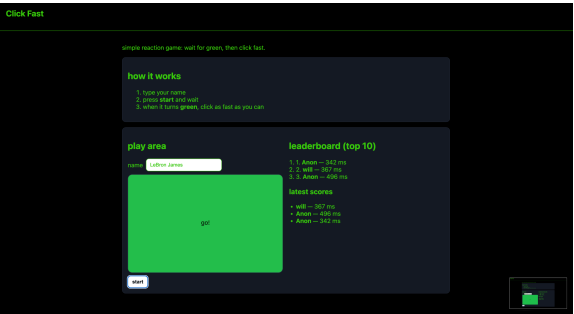 Click Fast
simple reaction game: wait for green, then click fast.
how it works
1. type your name
2. press start and wait
3. when it turns green, click as fast as you can
play area
name LeBron James
go!
start
leaderboard (top 10)
1. 1. Anon — 342 ms
2. 2. will — 367 ms
3. 3. Anon — 496 ms
latest scores
• will — 367 ms
• Anon — 496 ms
• Anon — 342 ms